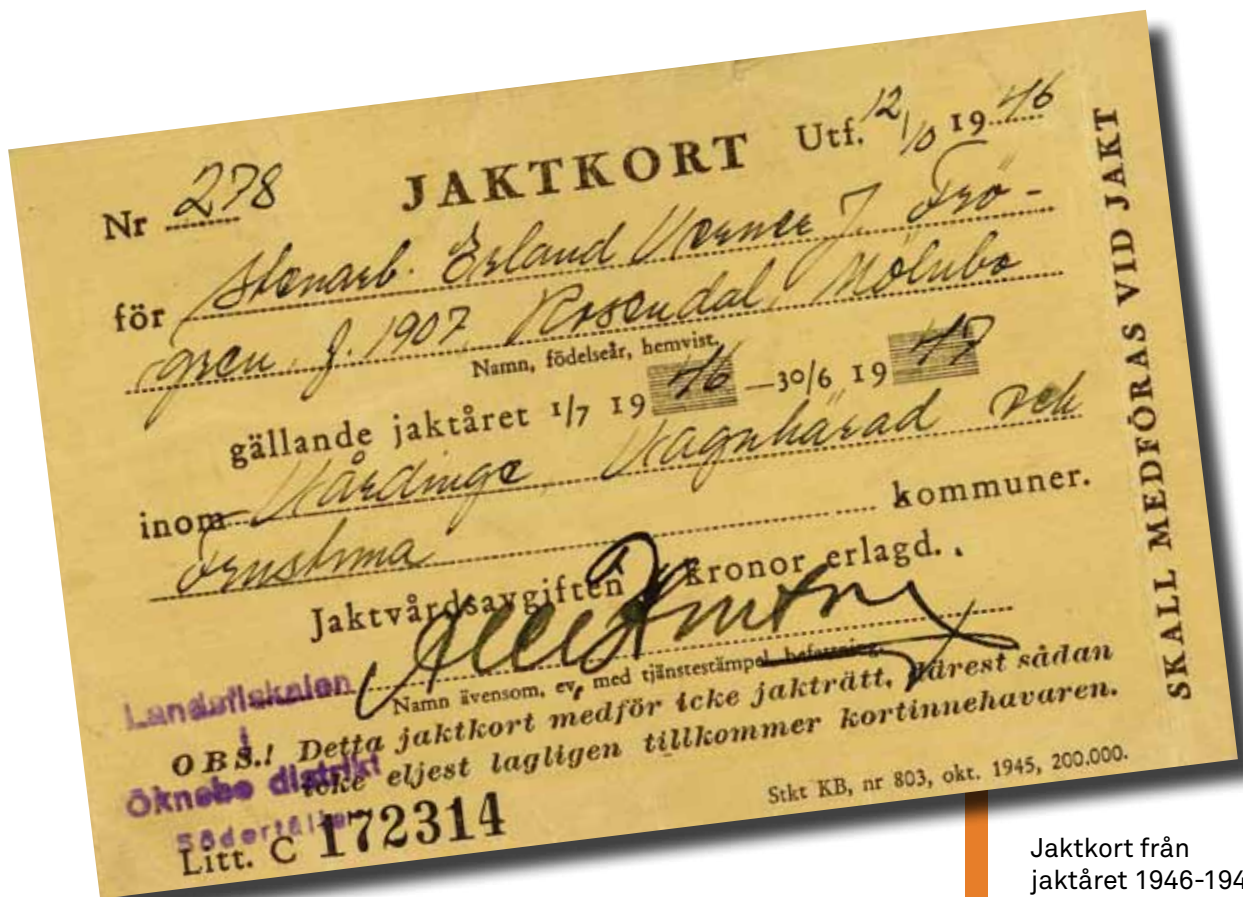 Nr 278 JAKTKORT Utf. 12/10 1946
för Stenarb. Erland Werner J. Frö-
gren, f. 1907, Rosendal, Mölnbo
Namn, födelseår, hemvist.
gällande jaktåret 1/7 1946 —30/6 1947
inom Vårdinge, Vagnhärad och
kommuner.
Jaktvårdsavgiften kronor erlagd.
Namn ävensom, ev. med tjänstestämpel, befattning.
Landsfiskalen
i
Öknebo distrikt
Södertälje
OBS.! Detta jaktkort medför icke jakträtt, därest sådan
icke eljest lagligen tillkommer kortinnehavaren.
Litt. C 172314
Stkt KB, nr 803, okt. 1945, 200.000.
SKALL MEDFÖRAS VID JAKT
Jaktkort från
jaktåret 1946-194